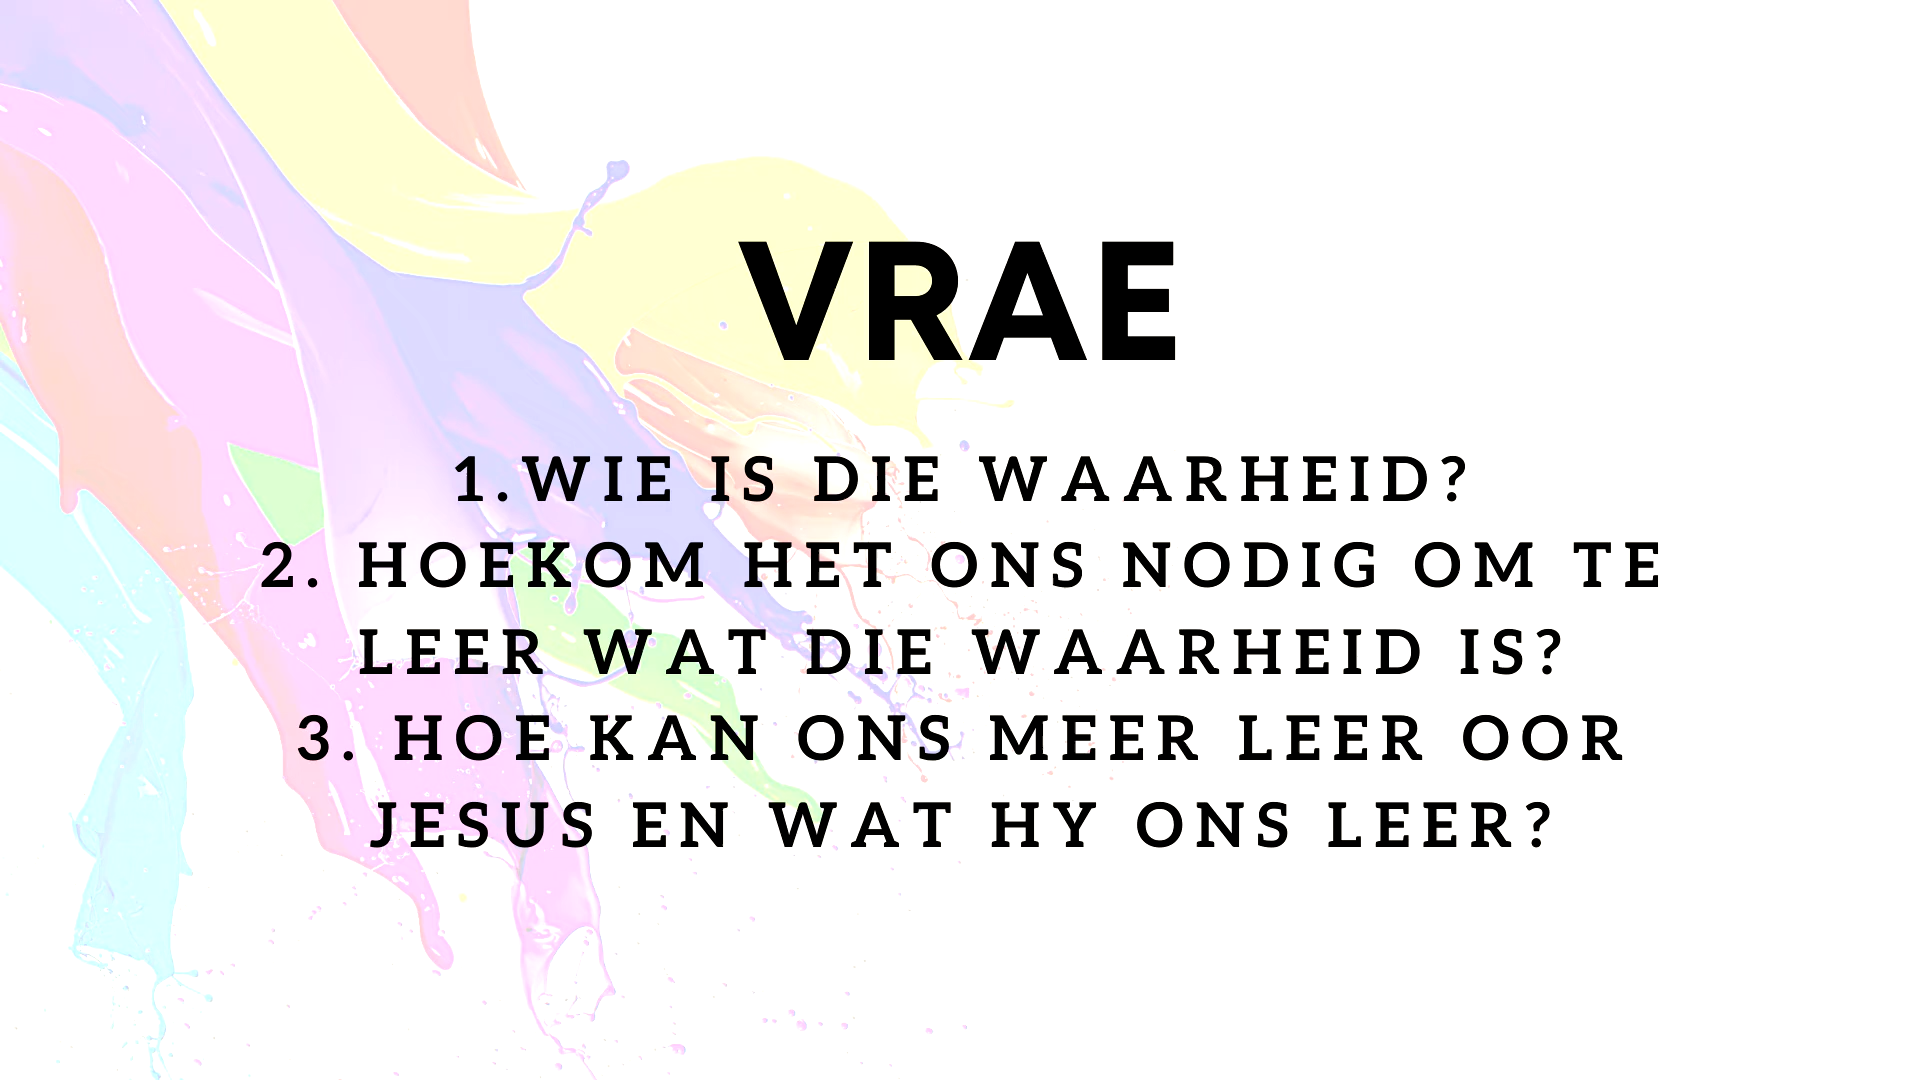 VRAE
1.WIE IS DIE WAARHEID?
2. HOEKOM HET ONS NODIG OM TE
LEER WAT DIE WAARHEID IS?
3. HOE KAN ONS MEER LEER OOR
JESUS EN WAT HY ONS LEER?